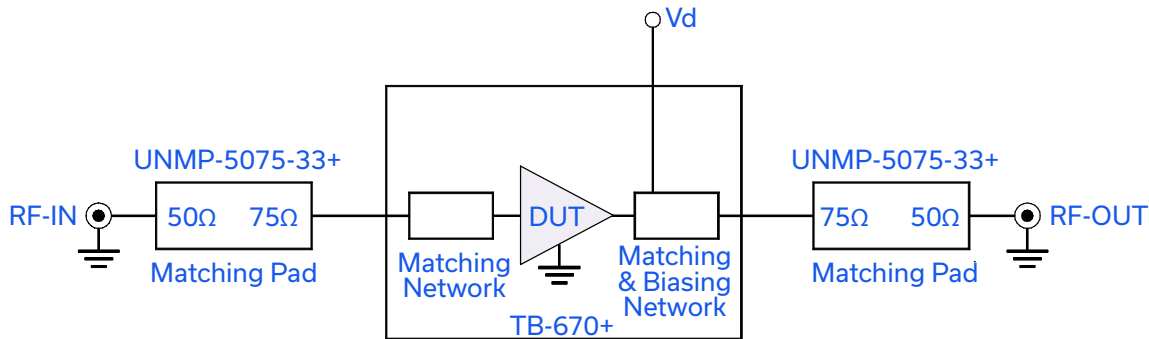 Vd
UNMP-5075-33+
UNMP-5075-33+
RF-IN
50Ω
75Ω
DUT
75Ω
50Ω
RF-OUT
Matching Pad
Matching
Network
Matching
& Biasing
Network
Matching Pad
TB-670+